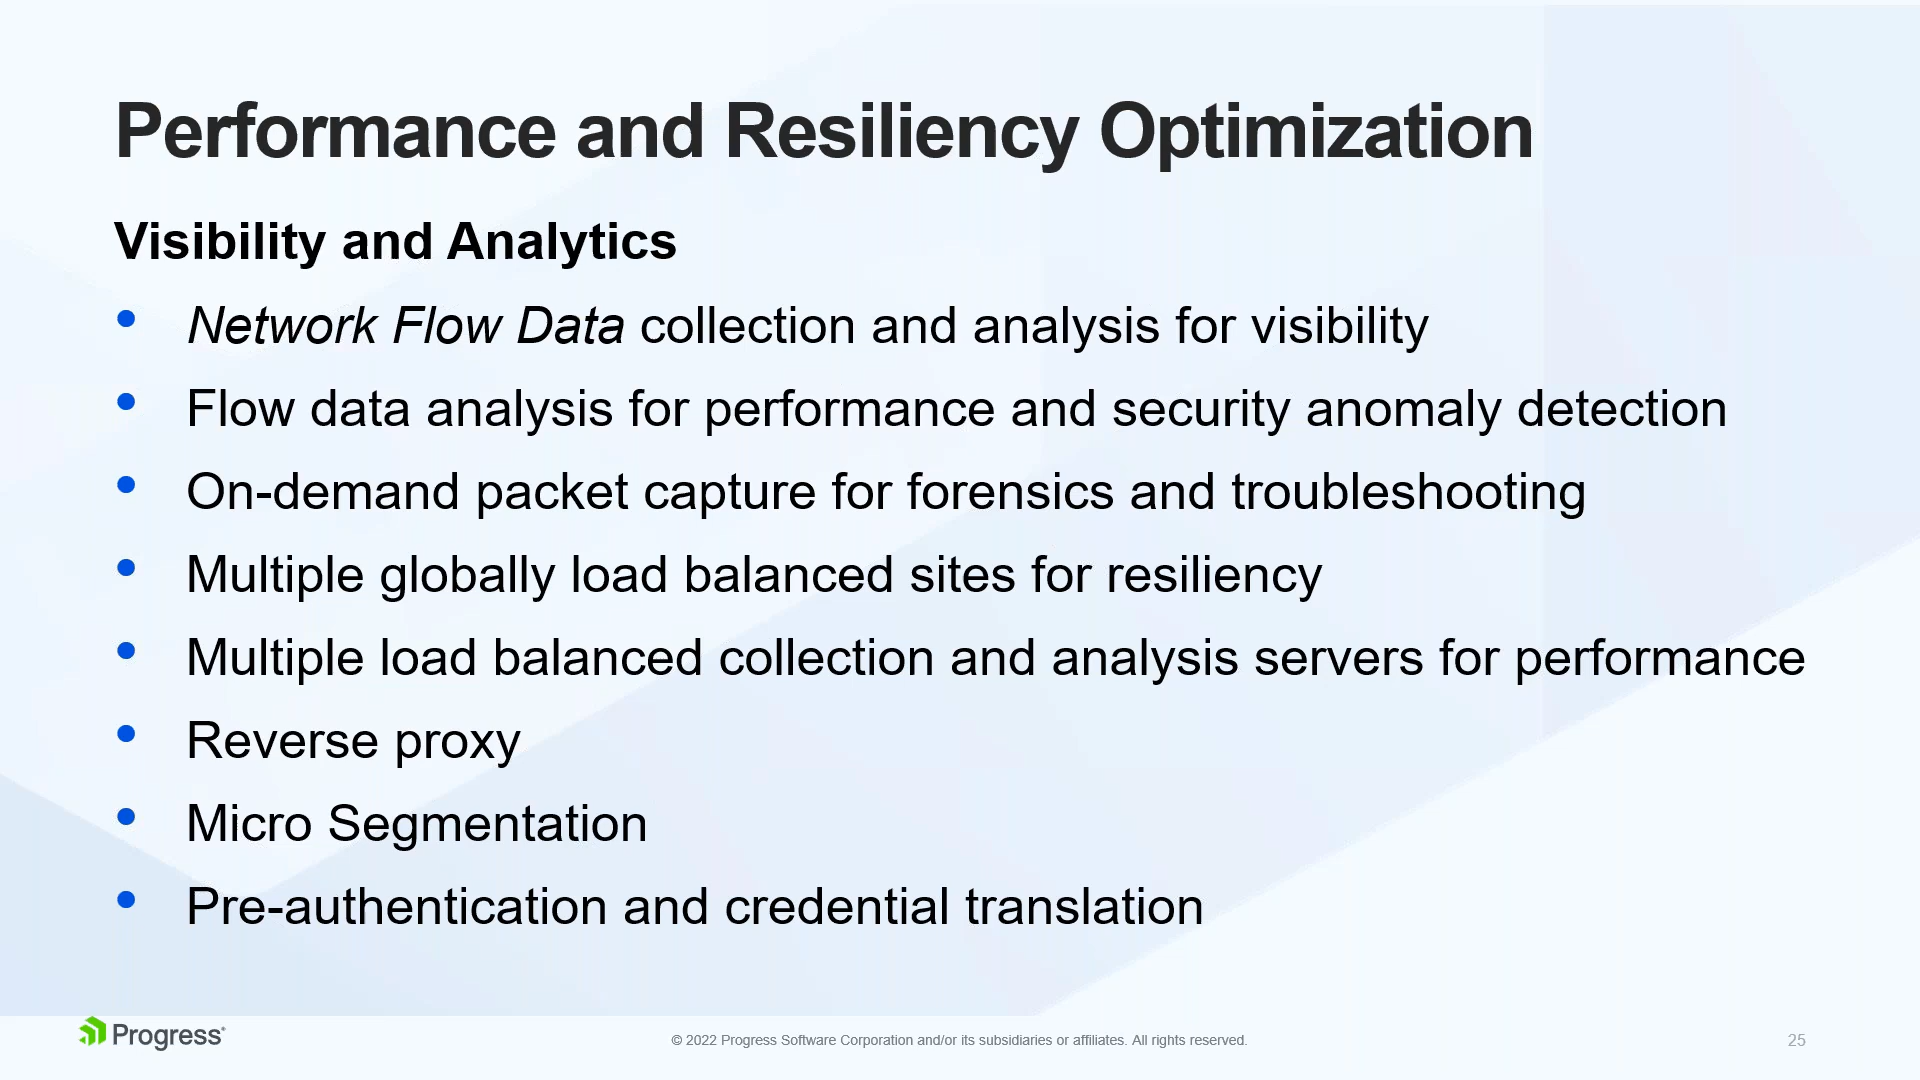 Performance and Resiliency Optimization
Visibility and Analytics
• Network Flow Data collection and analysis for visibility
• Flow data analysis for performance and security anomaly detection
• On-demand packet capture for forensics and troubleshooting
• Multiple globally load balanced sites for resiliency
• Multiple load balanced collection and analysis servers for performance
• Reverse proxy
• Micro Segmentation
• Pre-authentication and credential translation
Progress®
© 2022 Progress Software Corporation and/or its subsidiaries or affiliates. All rights reserved.
25